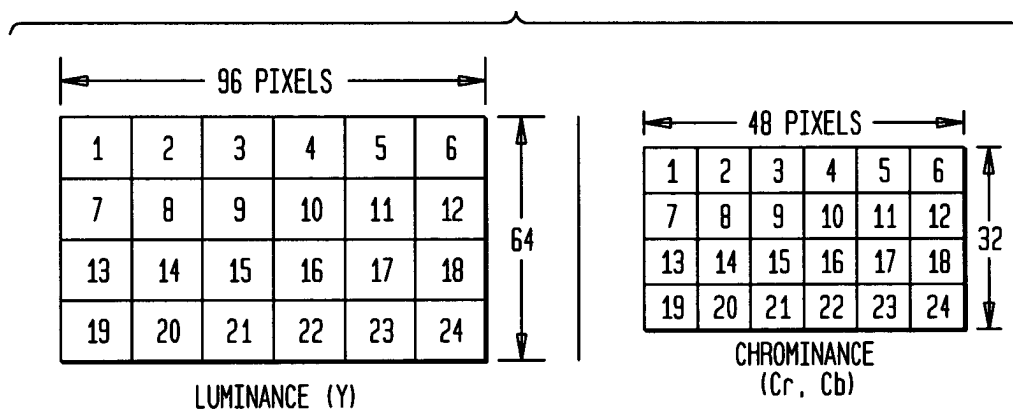 96 PIXELS
1 2 3 4 5 6
7 8 9 10 11 12
13 14 15 16 17 18
19 20 21 22 23 24
64
LUMINANCE (Y)
48 PIXELS
1 2 3 4 5 6
7 8 9 10 11 12
13 14 15 16 17 18
19 20 21 22 23 24
32
CHROMINANCE
(Cr, Cb)